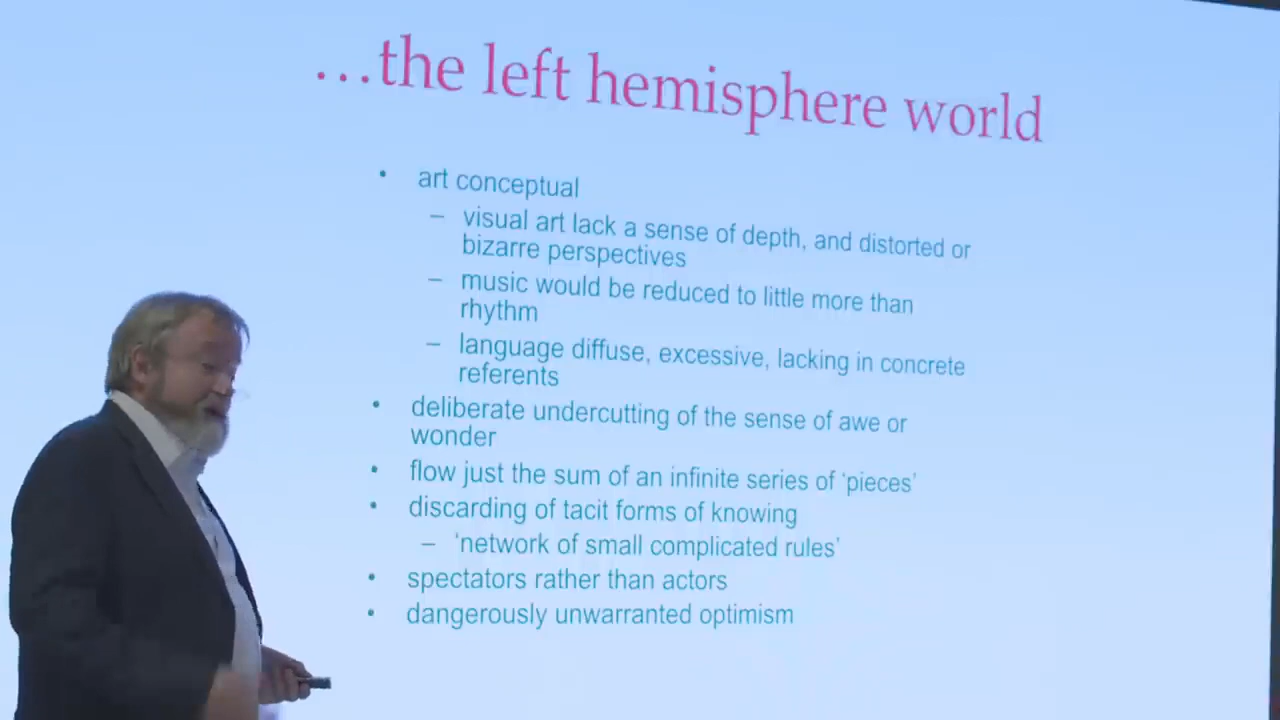 …the left hemisphere world
• art conceptual
– visual art lack a sense of depth, and distorted or
bizarre perspectives
– music would be reduced to little more than
rhythm
– language diffuse, excessive, lacking in concrete
referents
• deliberate undercutting of the sense of awe or
wonder
• flow just the sum of an infinite series of ‘pieces’
• discarding of tacit forms of knowing
– ‘network of small complicated rules’
• spectators rather than actors
• dangerously unwarranted optimism